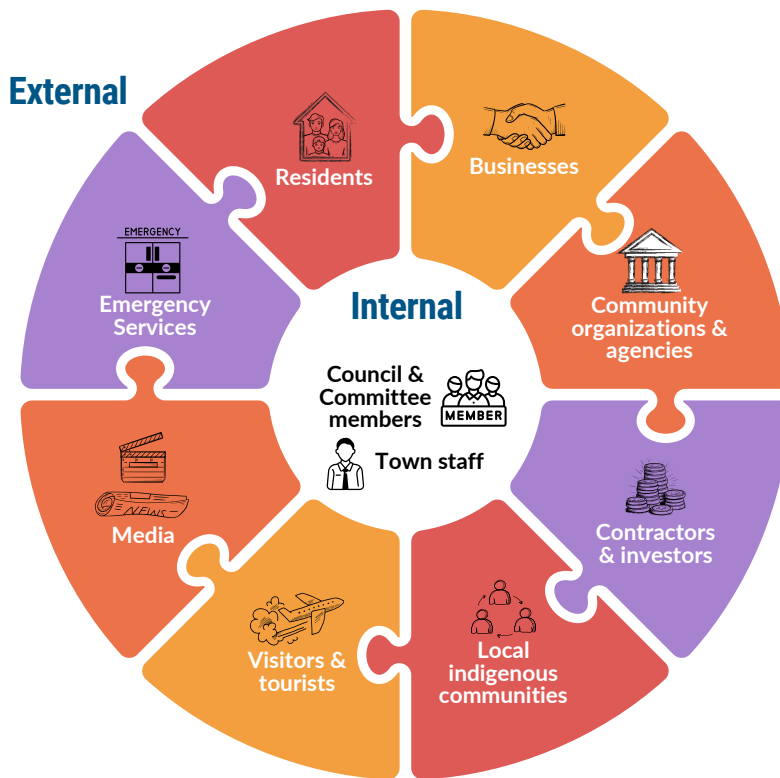 External
Residents
Businesses
EMERGENCY
Emergency
Services
Community
organizations &
agencies
Internal
Council &
Committee
members
MEMBER
Town staff
NEWS
Media
Contractors
& investors
Visitors &
tourists
Local
indigenous
communities